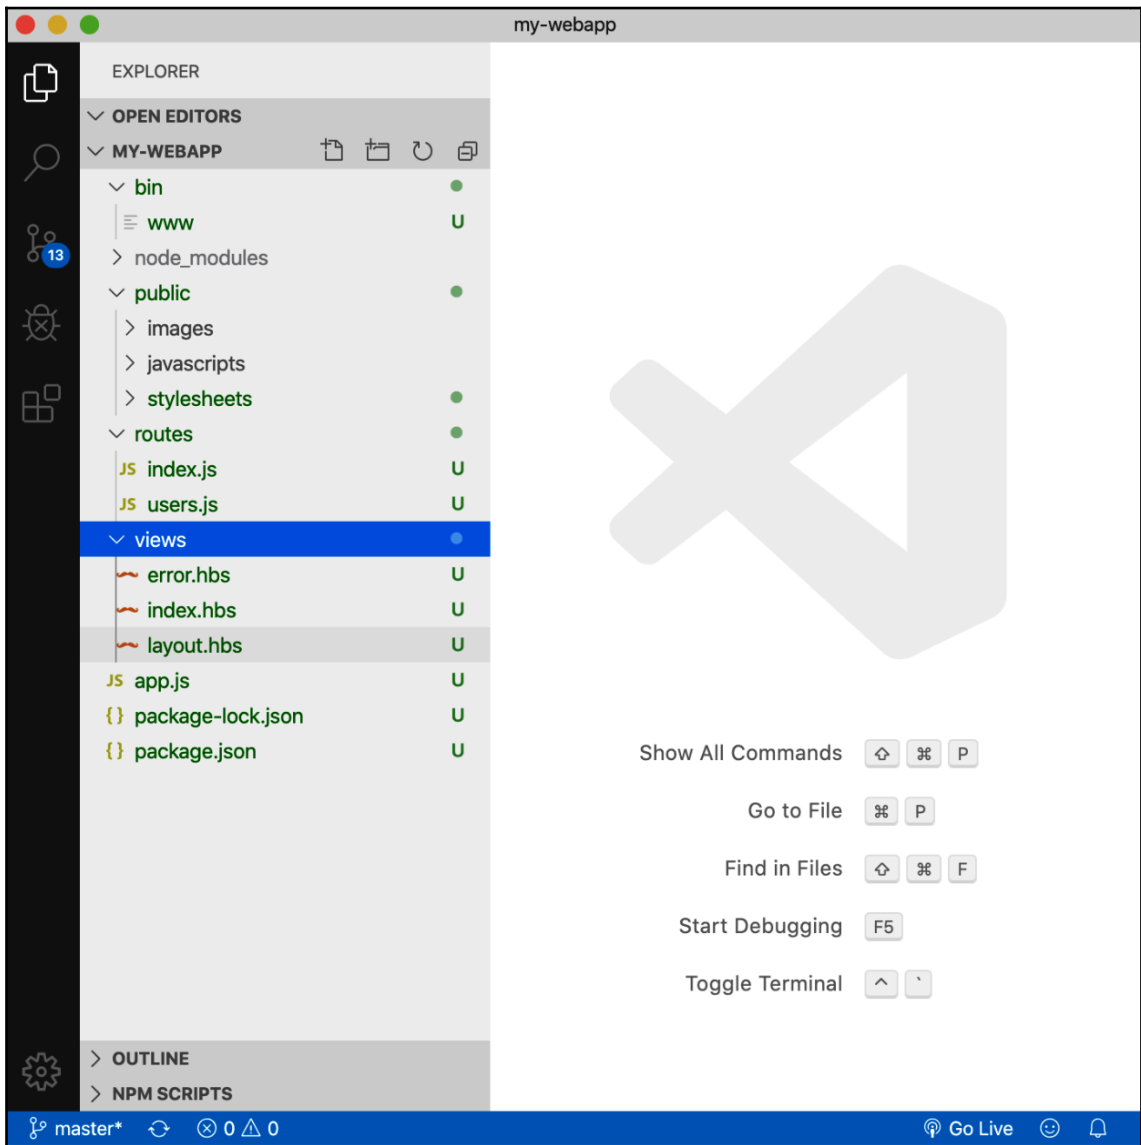 my-webapp
EXPLORER
OPEN EDITORS
MY-WEBAPP
bin
www U
node_modules
public
images
javascripts
stylesheets
routes
JS index.js U
JS users.js U
views
error.hbs U
index.hbs U
layout.hbs U
JS app.js U
{} package-lock.json U
{} package.json U
13
Show All Commands ⇧ ⌘ P
Go to File ⌘ P
Find in Files ⇧ ⌘ F
Start Debugging F5
Toggle Terminal ^ `
OUTLINE
NPM SCRIPTS
master* 0 0 Go Live